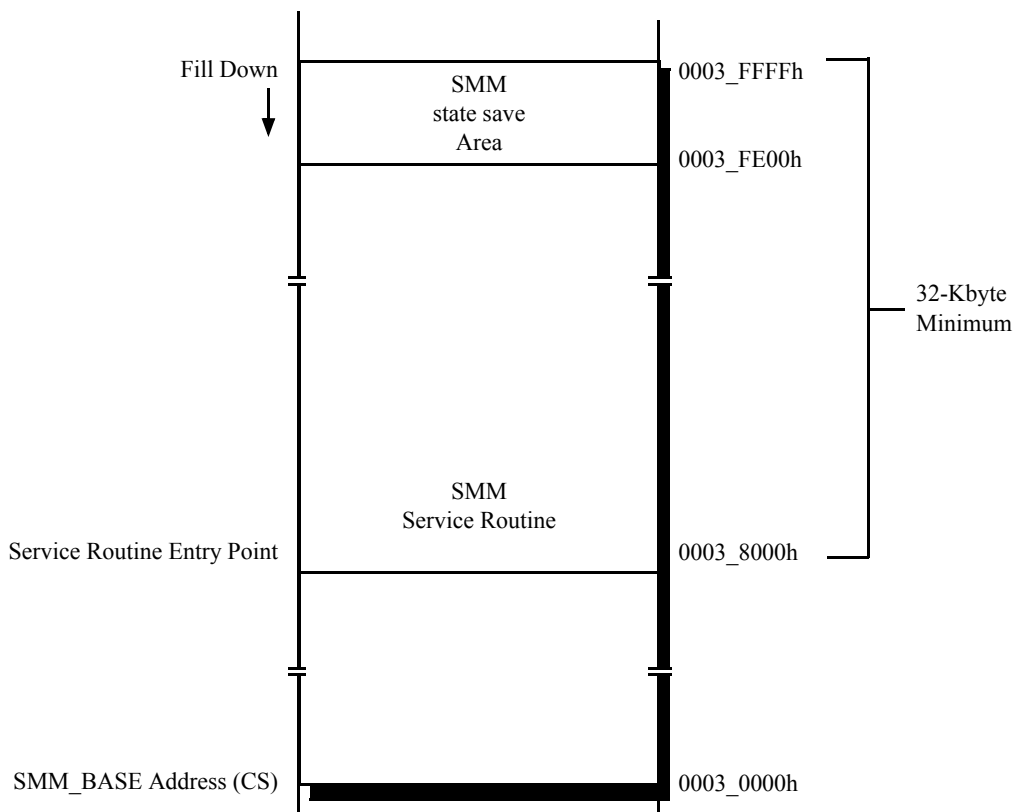 Fill Down
0003_FFFFh
SMM
state save
Area
0003_FE00h
32-Kbyte
Minimum
SMM
Service Routine
Service Routine Entry Point
0003_8000h
SMM_BASE Address (CS)
0003_0000h